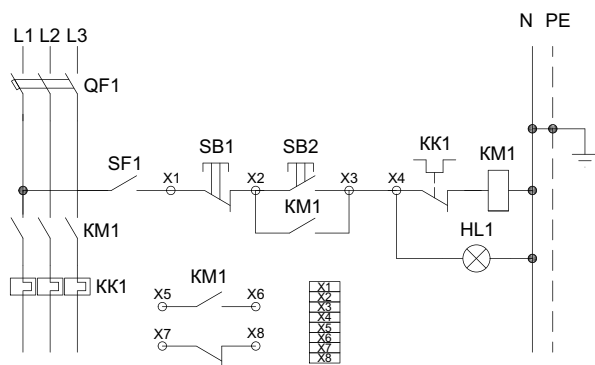 L1 L2 L3
N PE
QF1
SF1
X1
SB1
X2
SB2
X3
X4
KK1
KM1
KM1
KM1
HL1
KK1
KM1
X5
X6
X7
X8
X1
X2
X3
X4
X5
X6
X7
X8